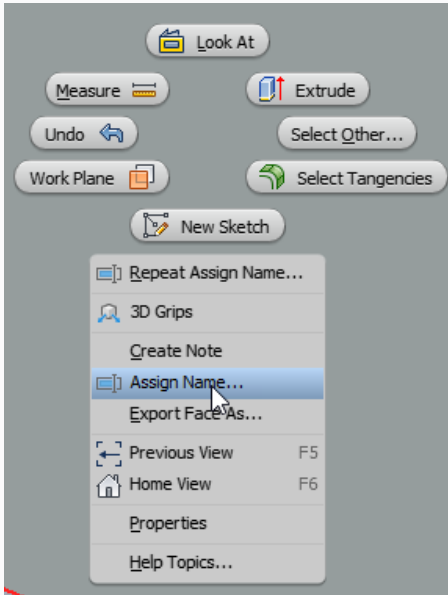 Look At
Measure
Extrude
Undo
Select Other...
Work Plane
Select Tangencies
New Sketch
Repeat Assign Name...
3D Grips
Create Note
Assign Name...
Export Face As...
Previous View F5
Home View F6
Properties
Help Topics...